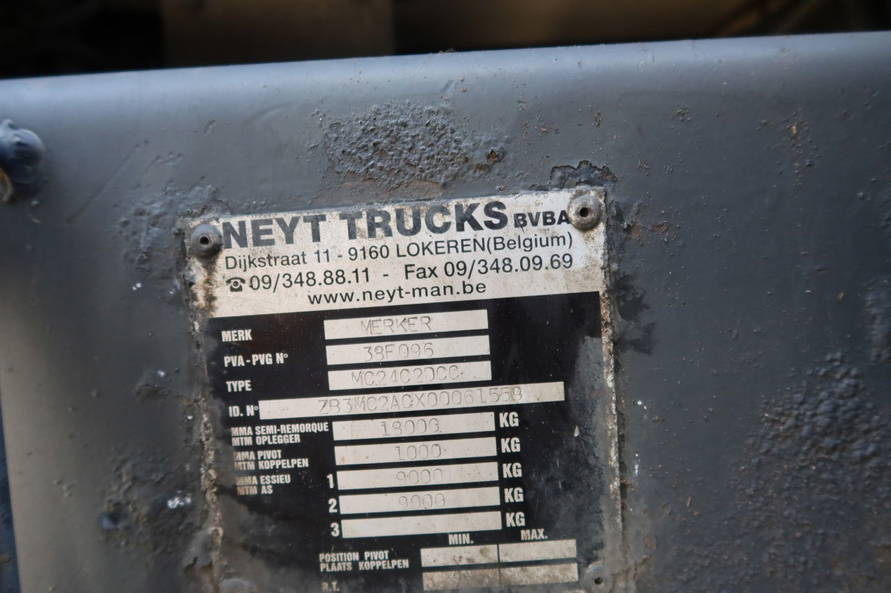 NEYT TRUCKS BVBA
Dijkstraat 11 - 9160 LOKEREN(Belgium)
☎ 09/348.88.11 - Fax 09/348.09.69
www.neyt-man.be
MERK MERKER
PVA-PVG N° 38F096
TYPE MC24C20CC
ID. N° ZB3MC2ACX00061558
MMA SEMI-REMORQUE
MTM OPLEGGER 18000 KG
MMA PIVOT
MTM KOPPELPEN 1000 KG
MMA ESSIEU
MTM AS 1 9000 KG
2 9000 KG
3 KG
MIN. MAX.
POSITION PIVOT
PLAATS KOPPELPEN
R.T.